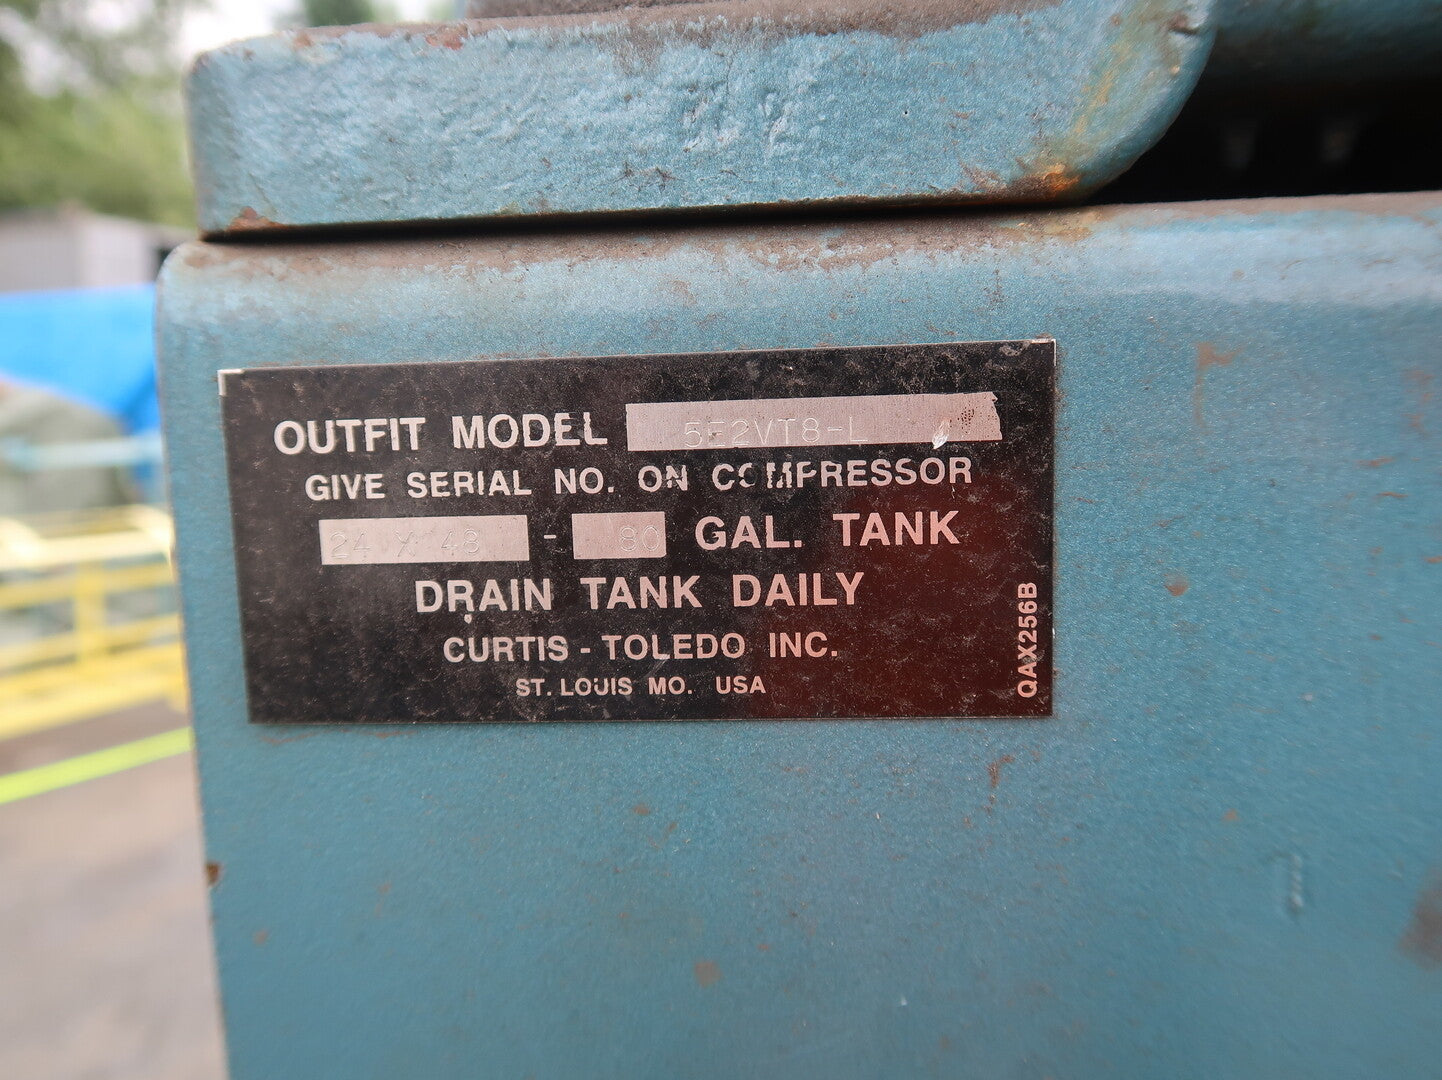 OUTFIT MODEL 5E2VT8-L
GIVE SERIAL NO. ON COMPRESSOR
24 X 48 - 80 GAL. TANK
DRAIN TANK DAILY
CURTIS - TOLEDO INC.
ST. LOUIS MO. USA
QAX256B